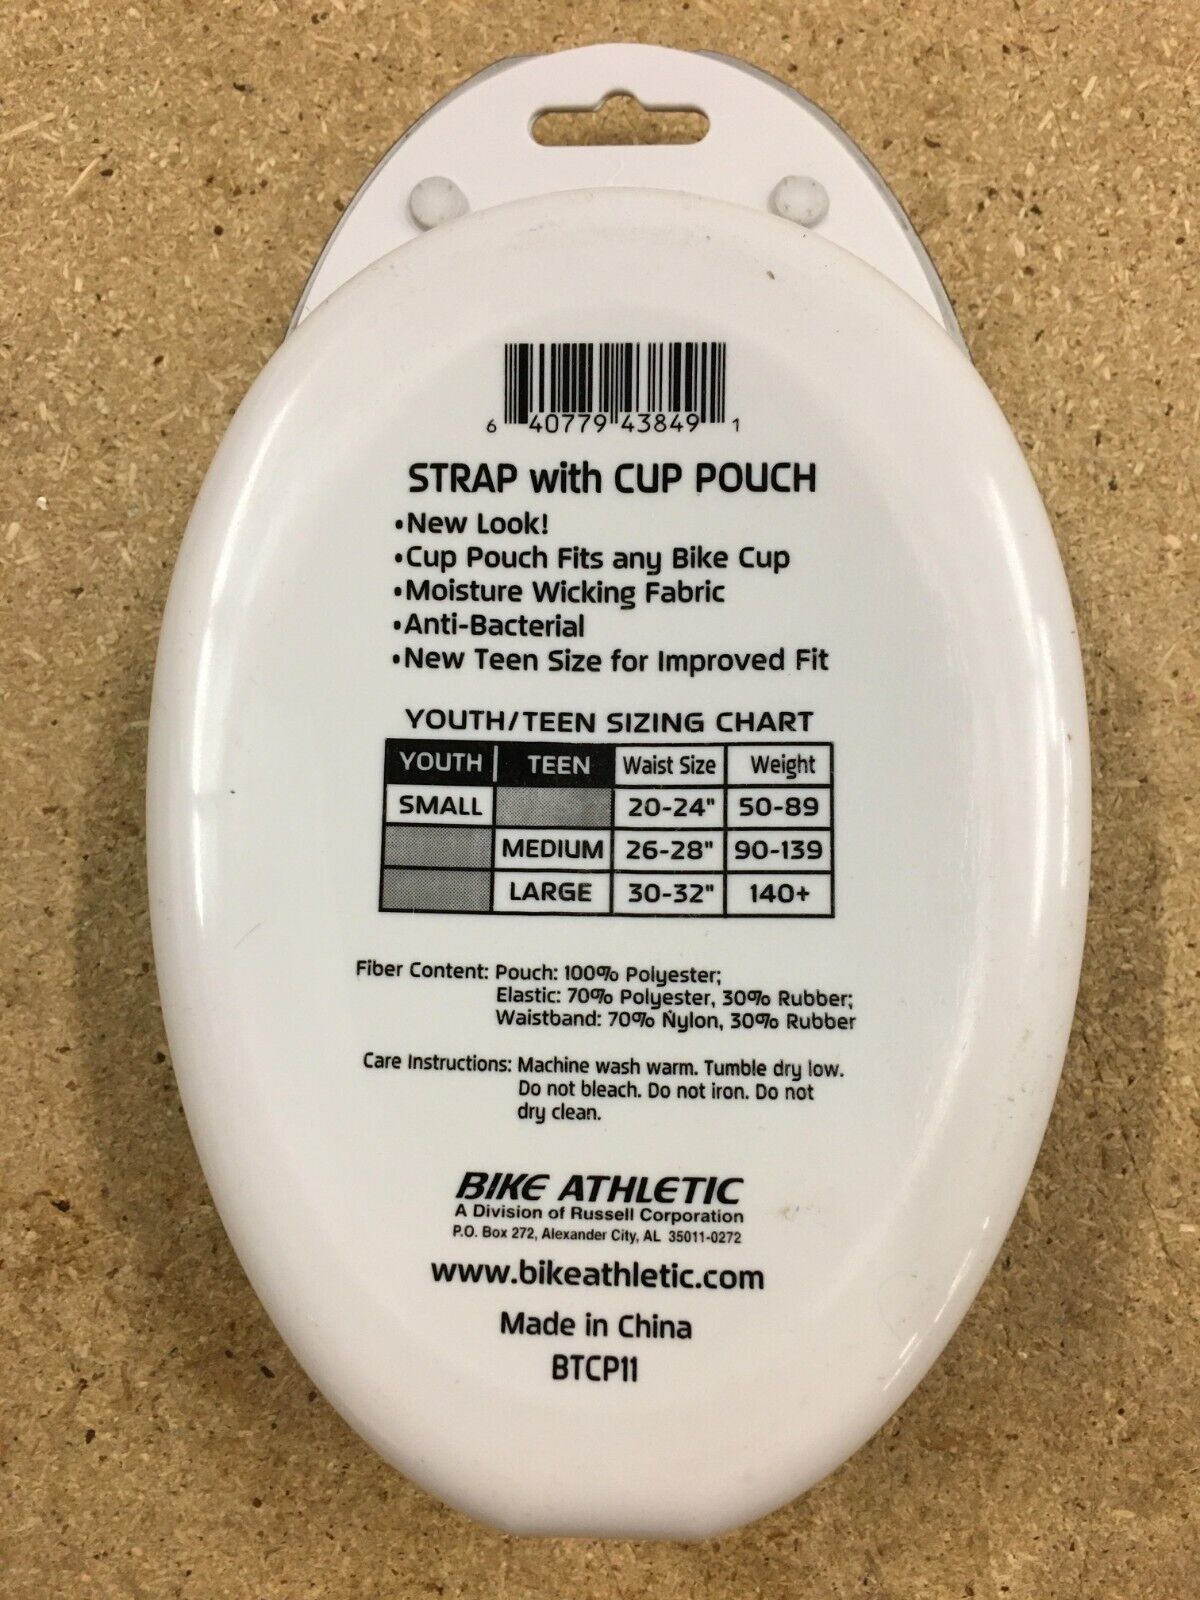 6 40779 43849 1
STRAP with CUP POUCH
•New Look!
•Cup Pouch Fits any Bike Cup
•Moisture Wicking Fabric
•Anti-Bacterial
•New Teen Size for Improved Fit
YOUTH/TEEN SIZING CHART
YOUTH | TEEN Waist Size Weight
SMALL 20-24" 50-89
MEDIUM 26-28" 90-139
LARGE 30-32" 140+
Fiber Content: Pouch: 100% Polyester;
Elastic: 70% Polyester, 30% Rubber;
Waistband: 70% Nylon, 30% Rubber
Care Instructions: Machine wash warm. Tumble dry low.
Do not bleach. Do not iron. Do not
dry clean.
BIKE ATHLETIC
A Division of Russell Corporation
P.O. Box 272, Alexander City, AL 35011-0272
www.bikeathletic.com
Made in China
BTCP11